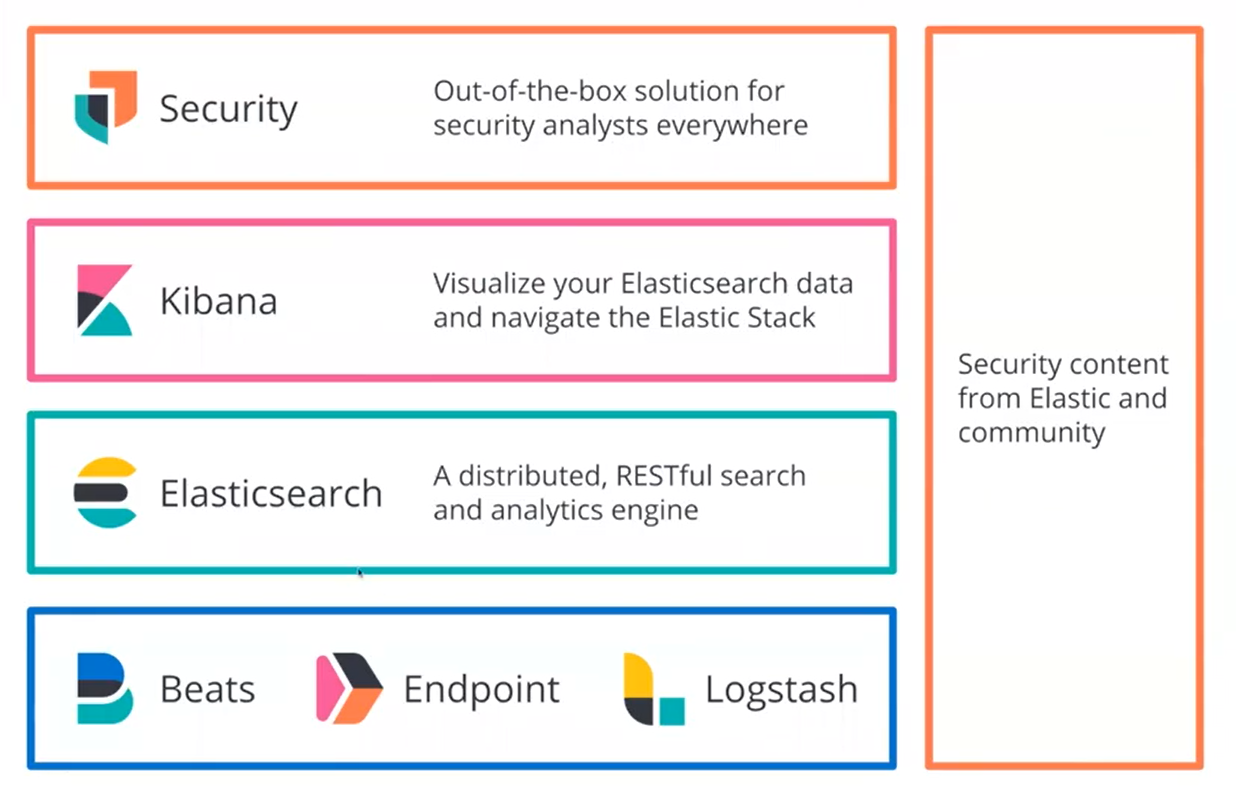 Security
Out-of-the-box solution for
security analysts everywhere
Kibana
Visualize your Elasticsearch data
and navigate the Elastic Stack
Elasticsearch
A distributed, RESTful search
and analytics engine
Beats
Endpoint
Logstash
Security content
from Elastic and
community